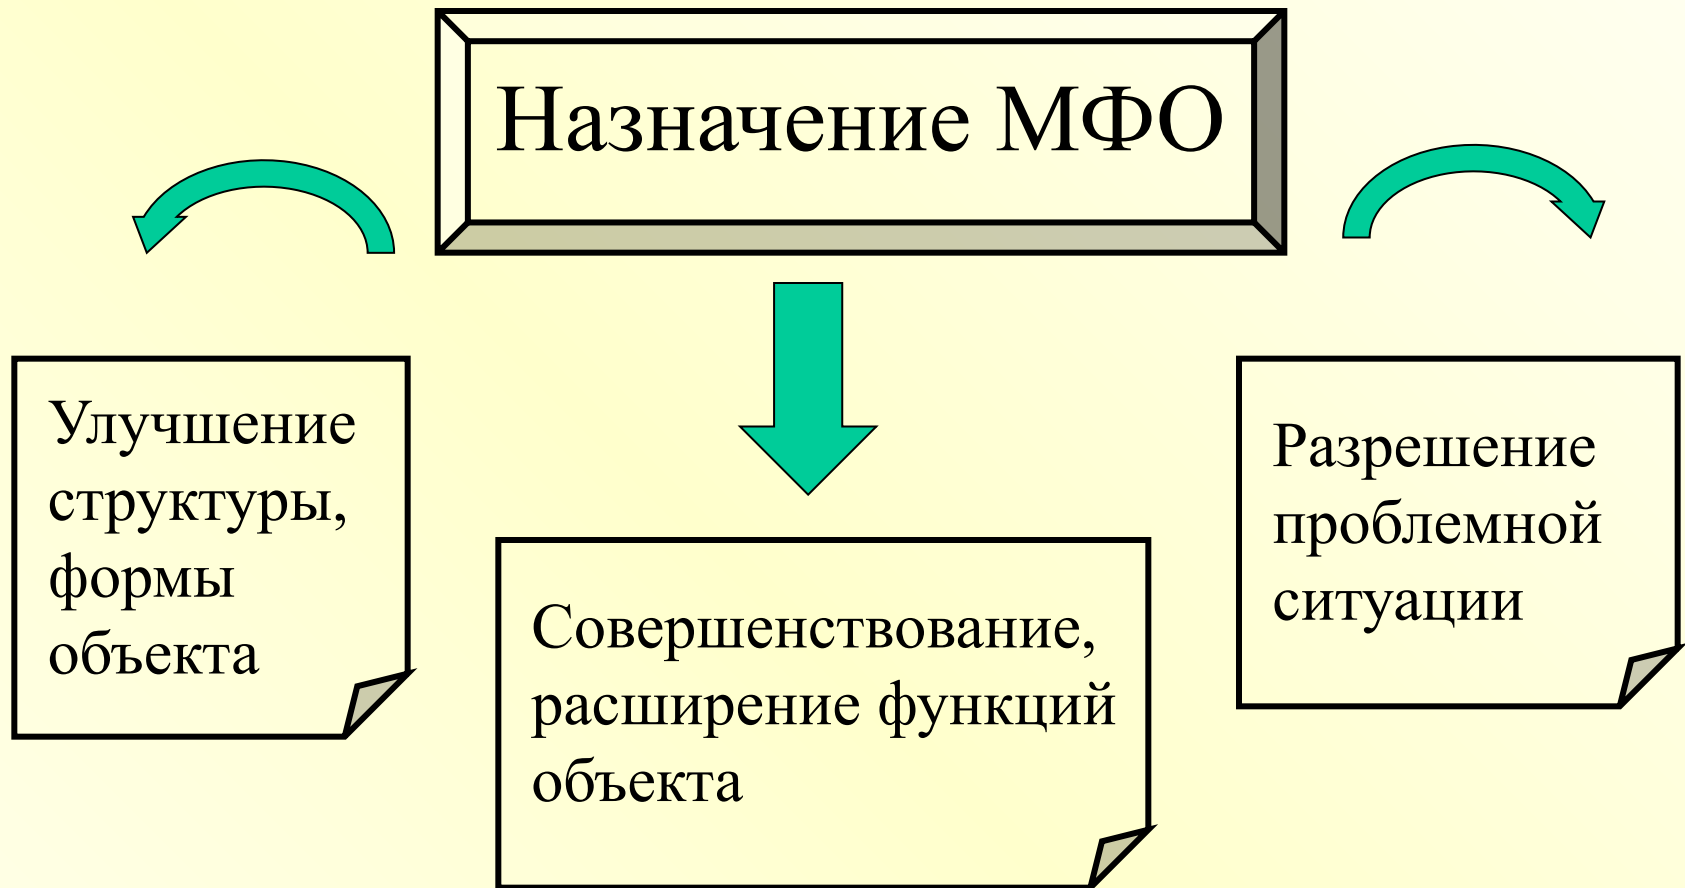 Назначение МФО
Улучшение
структуры,
формы
объекта
Совершенствование,
расширение функций
объекта
Разрешение
проблемной
ситуации